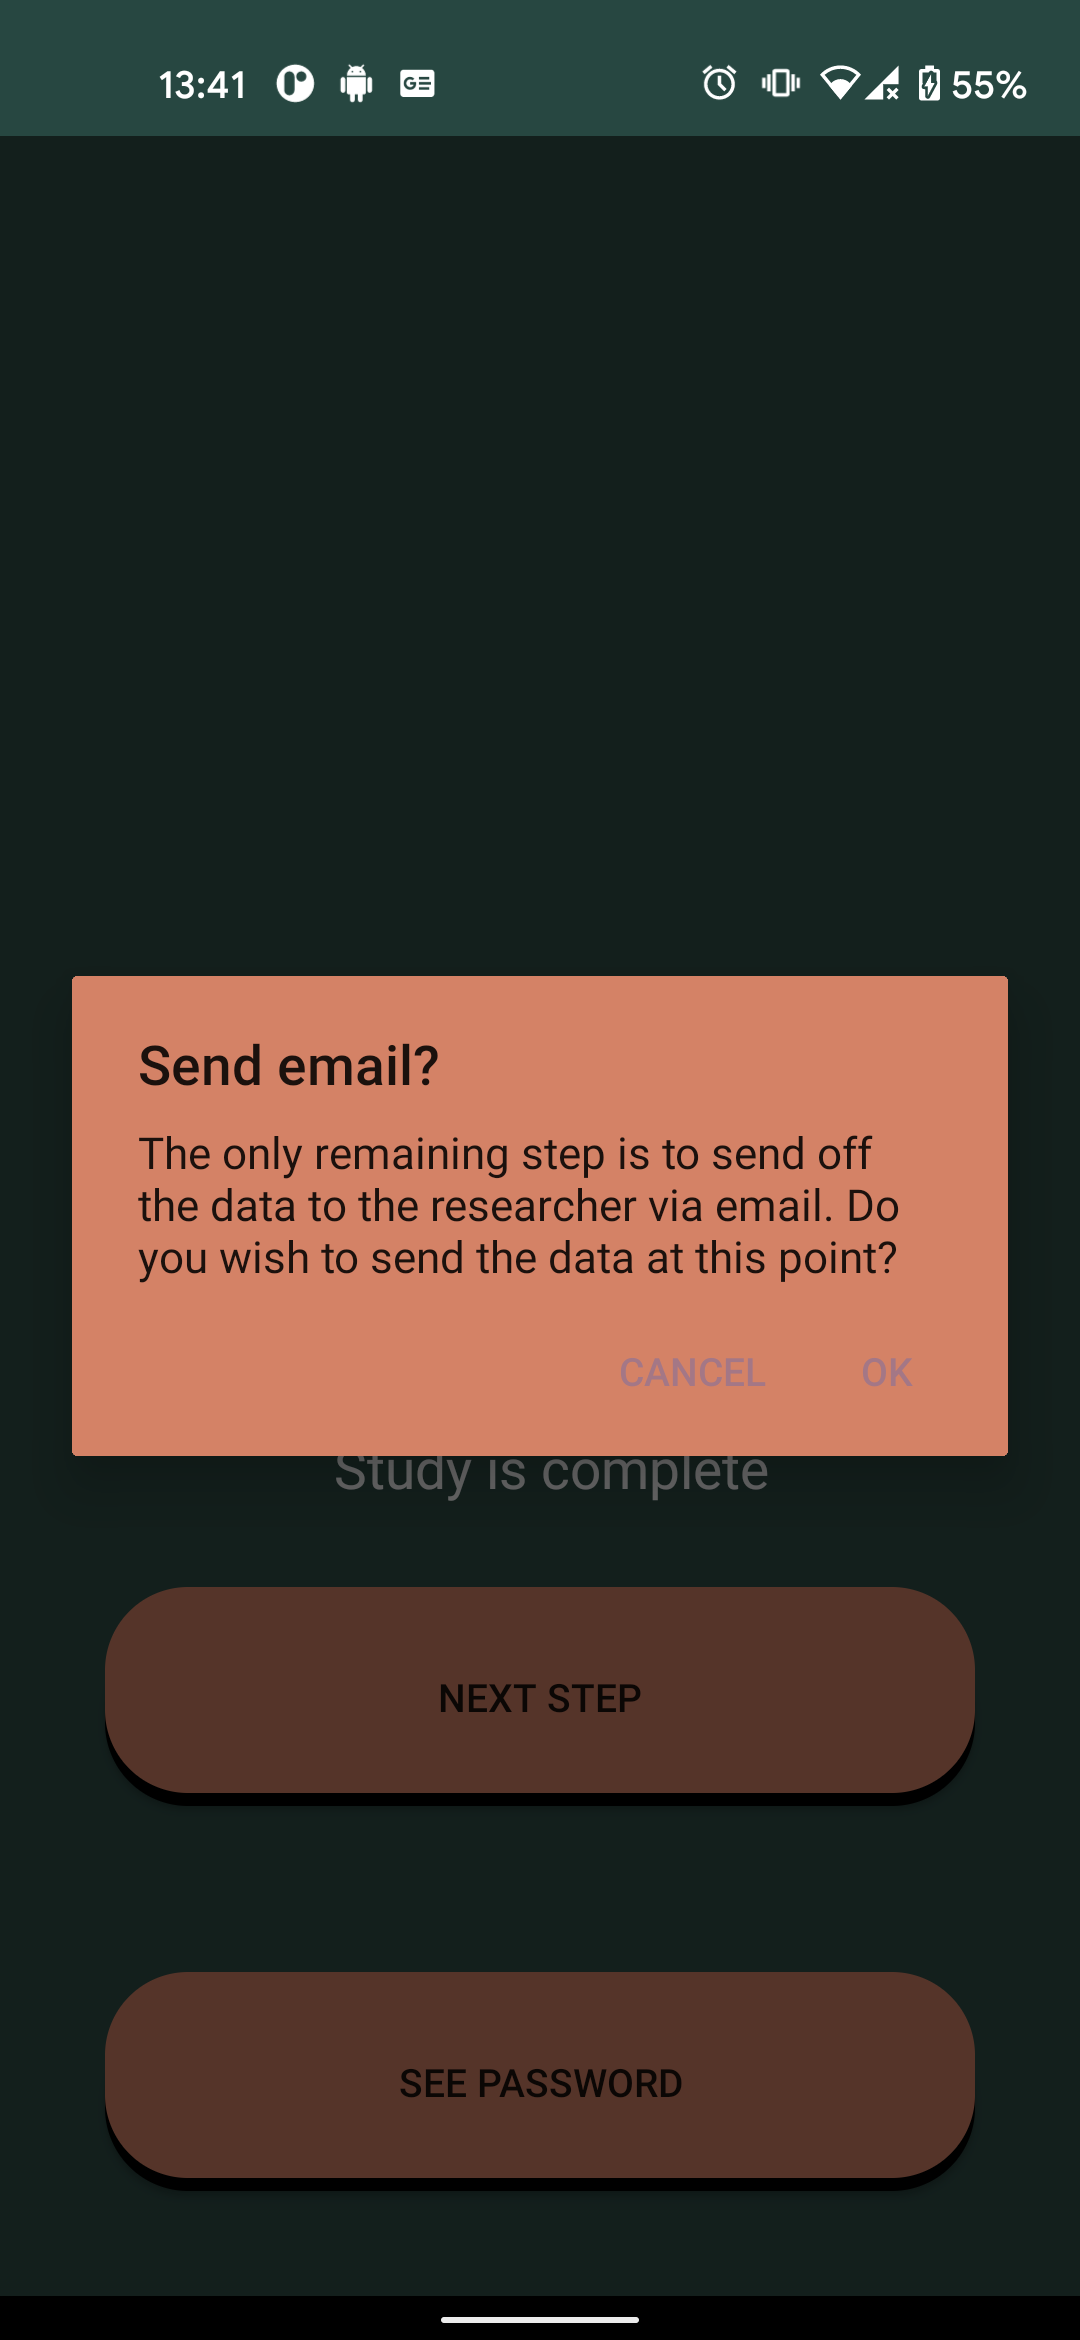 13:41
55%
Send email?
The only remaining step is to send off
the data to the researcher via email. Do
you wish to send the data at this point?
CANCEL OK
Study is complete
NEXT STEP
SEE PASSWORD